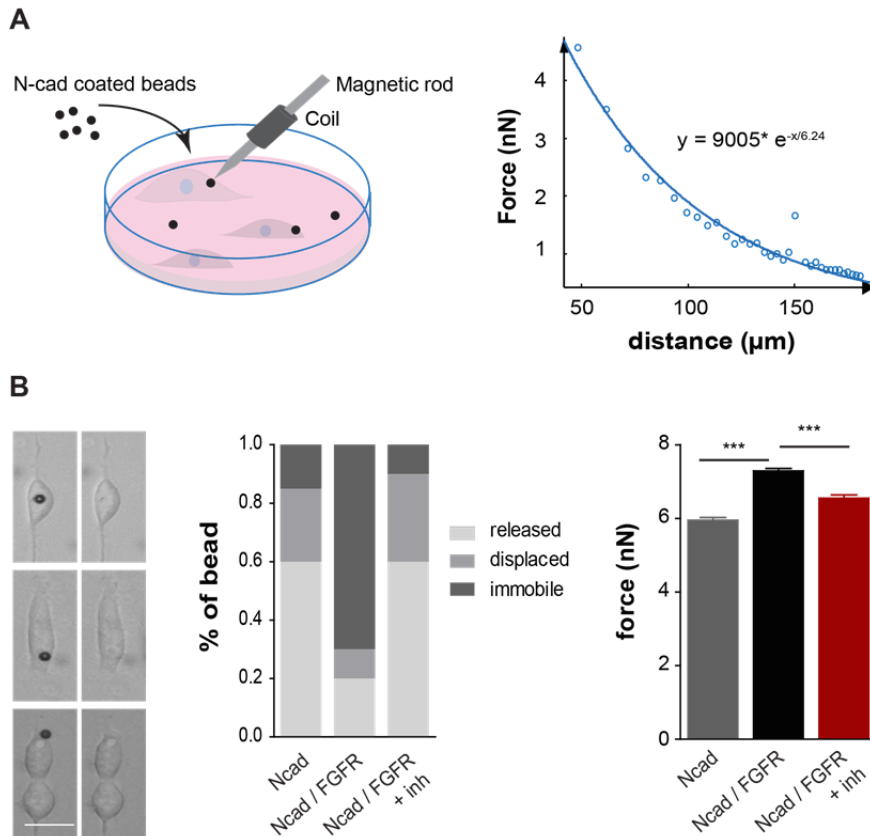 A
N-cad coated beads
Magnetic rod
Coil
Force (nN)
4
3
2
1
y = 9005* e-x/6.24
50
100
150
distance (µm)
B
% of bead
1.0
0.8
0.6
0.4
0.2
0.0
Ncad
Ncad / FGFR
Ncad / FGFR
+ inh
released
displaced
immobile
force (nN)
8
6
4
2
0
***
***
Ncad
Ncad / FGFR
Ncad / FGFR
+ inh